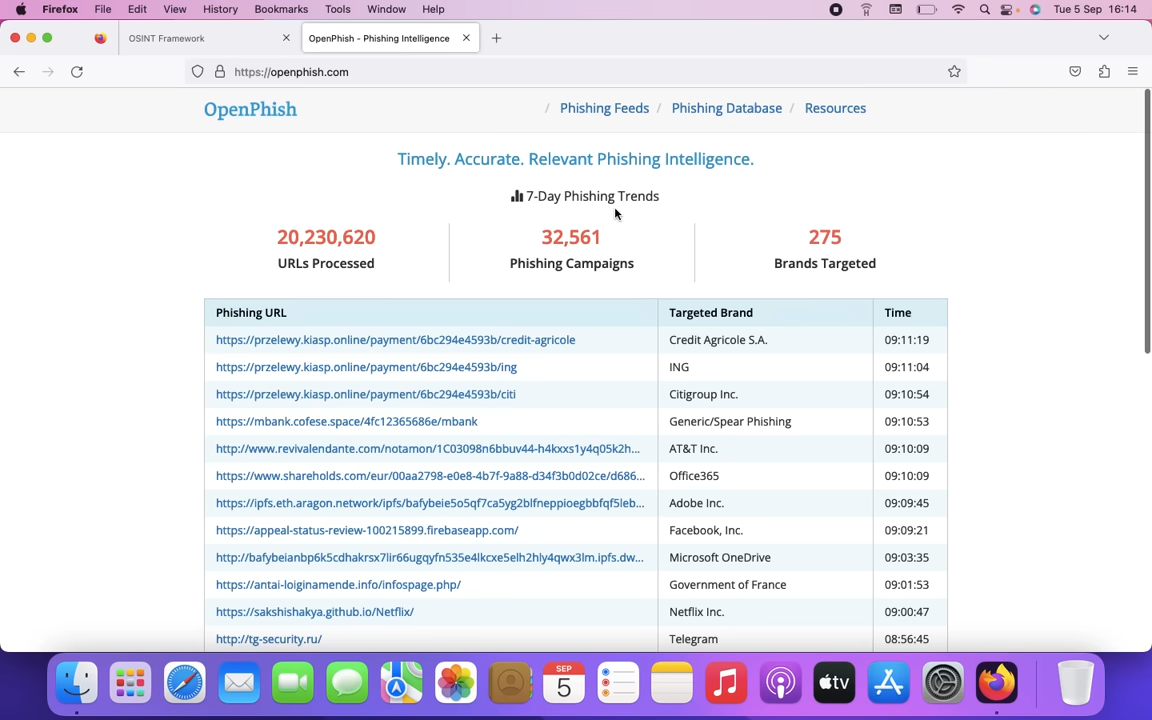 Firefox File Edit View History Bookmarks Tools Window Help Tue 5 Sep 16:14
OSINT Framework OpenPhish - Phishing Intelligence
https://openphish.com
OpenPhish / Phishing Feeds / Phishing Database / Resources
Timely. Accurate. Relevant Phishing Intelligence.
7-Day Phishing Trends
20,230,620 32,561 275
URLs Processed Phishing Campaigns Brands Targeted
Phishing URL Targeted Brand Time
https://przelewy.kiasp.online/payment/6bc294e4593b/credit-agricole Credit Agricole S.A. 09:11:19
https://przelewy.kiasp.online/payment/6bc294e4593b/ing ING 09:11:04
https://przelewy.kiasp.online/payment/6bc294e4593b/citi Citigroup Inc. 09:10:54
https://mbank.cofese.space/4fc12365686e/mbank Generic/Spear Phishing 09:10:53
http://www.revivalendante.com/notamon/1C03098n6bbuv44-h4kxxs1y4q05k2h... AT&T Inc. 09:10:09
https://www.shareholds.com/eur/00aa2798-e0e8-4b7f-9a88-d34f3b0d02ce/d686... Office365 09:10:09
https://ipfs.eth.aragon.network/ipfs/bafybeie5o5qf7ca5yg2blfneppioegbbfqf5leb... Adobe Inc. 09:09:45
https://appeal-status-review-100215899.firebaseapp.com/ Facebook, Inc. 09:09:21
http://bafybeianbp6k5cdhakrsx7lir66ugqyfn535e4lkcxe5elh2hly4qwx3lm.ipfs.dw... Microsoft OneDrive 09:03:35
https://antai-loiginamende.info/infospage.php/ Government of France 09:01:53
https://sakshishakya.github.io/Netflix/ Netflix Inc. 09:00:47
http://tg-security.ru/ Telegram 08:56:45
SEP
5
tv